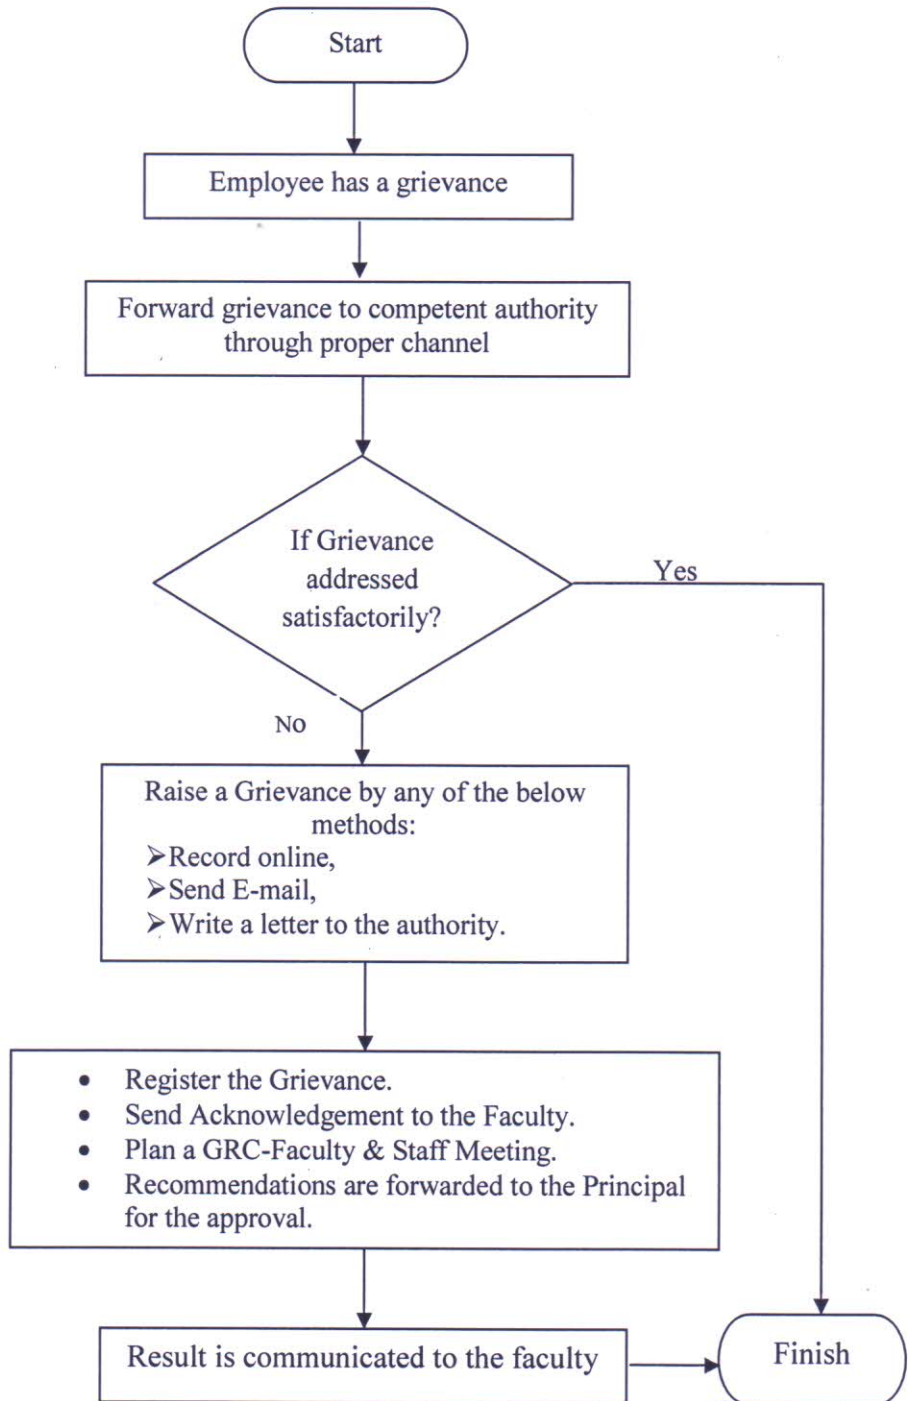 Start
Employee has a grievance
Forward grievance to competent authority
through proper channel
If Grievance
addressed
satisfactorily?
Yes
No
Raise a Grievance by any of the below
methods:
➢Record online,
➢Send E-mail,
➢Write a letter to the authority.
• Register the Grievance.
• Send Acknowledgement to the Faculty.
• Plan a GRC-Faculty & Staff Meeting.
• Recommendations are forwarded to the Principal
for the approval.
Result is communicated to the faculty
Finish